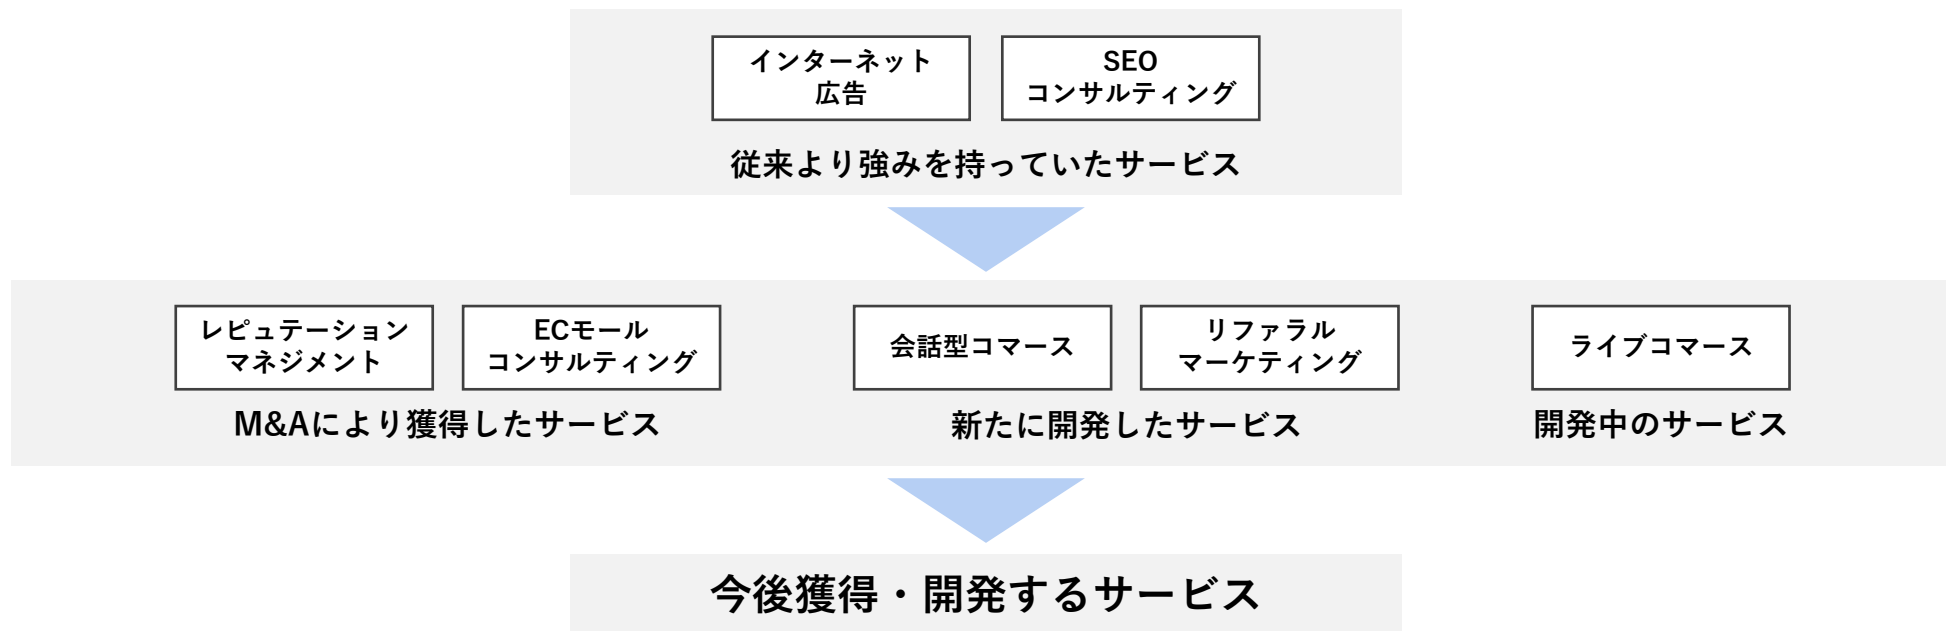 インターネット
広告
SEO
コンサルティング
従来より強みを持っていたサービス
レピュテーション
マネジメント
ECモール
コンサルティング
M&Aにより獲得したサービス
会話型コマース
リファラル
マーケティング
新たに開発したサービス
ライブコマース
開発中のサービス
今後獲得・開発するサービス